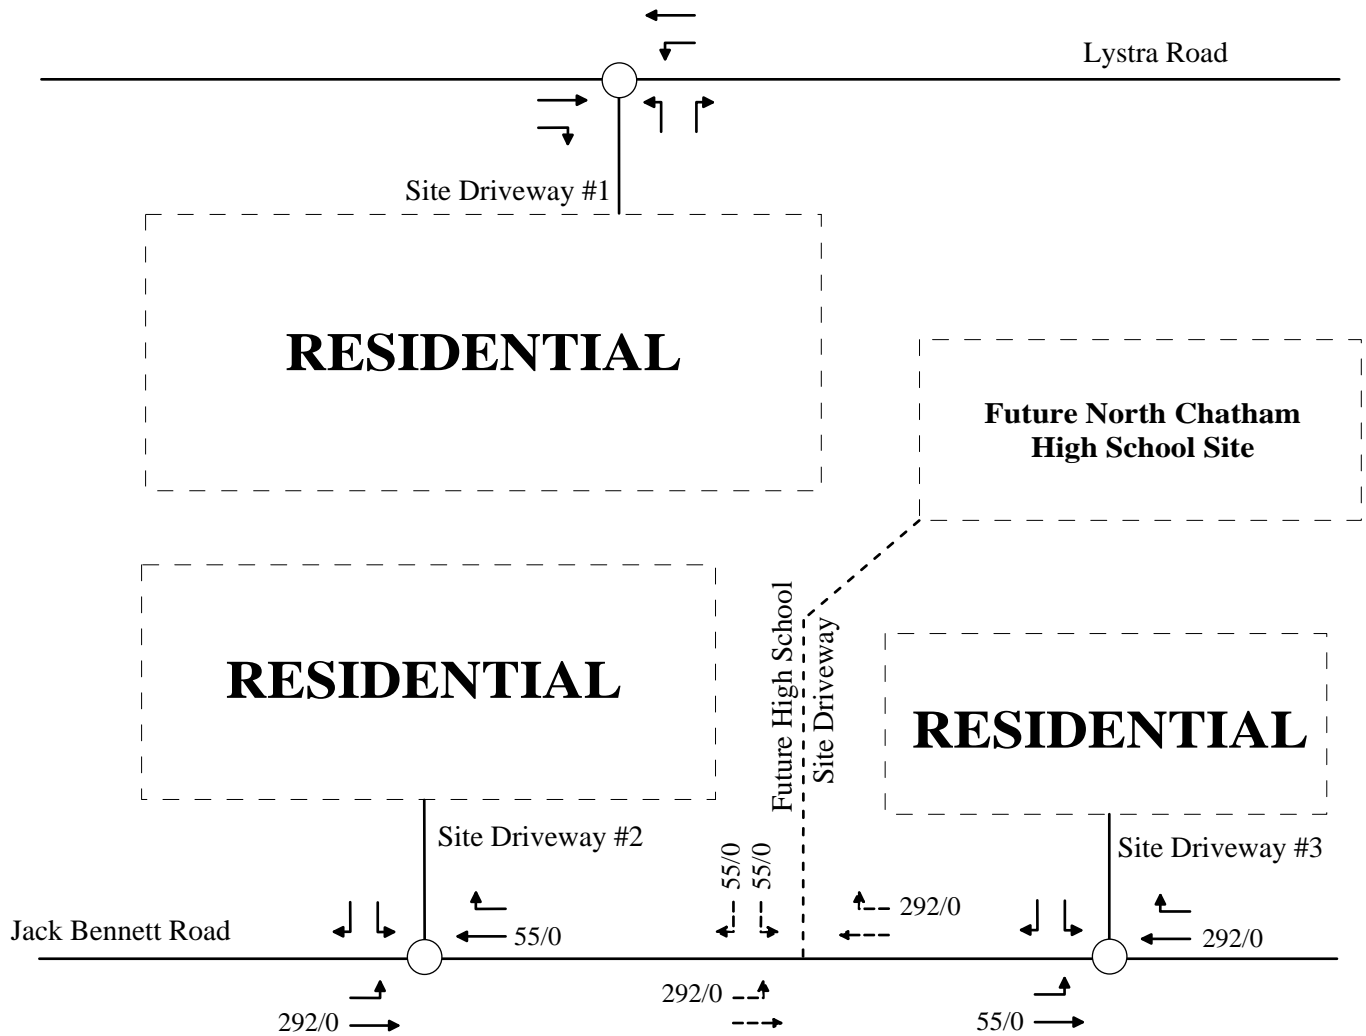 Lystra Road
Site Driveway #1
RESIDENTIAL
Future North Chatham
High School Site
RESIDENTIAL
Future High School
Site Driveway
RESIDENTIAL
Site Driveway #2
Site Driveway #3
55/0
55/0
292/0
Jack Bennett Road
55/0
292/0
292/0
292/0
55/0